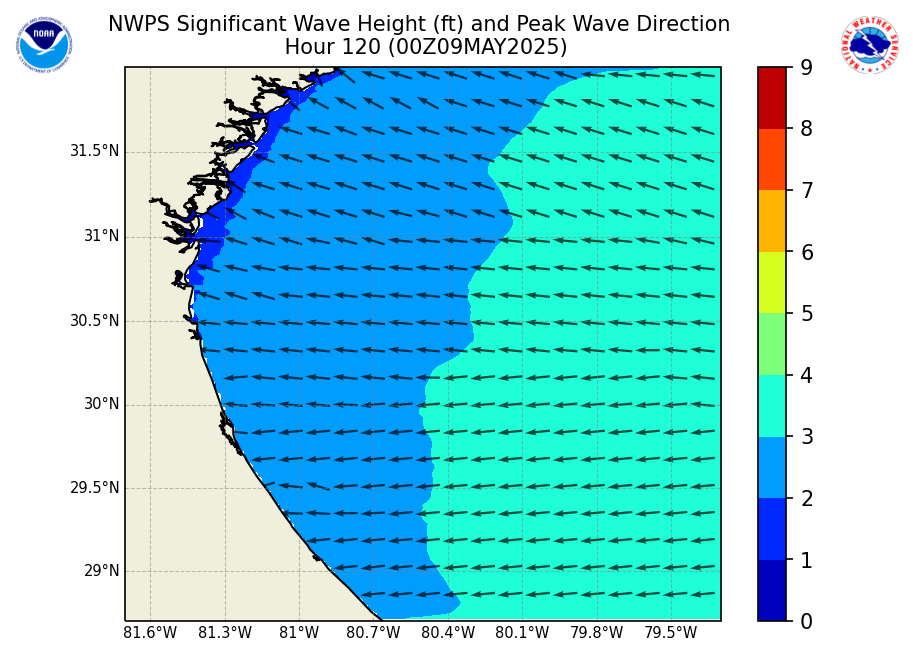 NWPS Significant Wave Height (ft) and Peak Wave Direction
Hour 120 (00Z09MAY2025)
NOAA
NATIONAL WEATHER SERVICE
31.5°N
31°N
30.5°N
30°N
29.5°N
29°N
81.6°W 81.3°W 81°W 80.7°W 80.4°W 80.1°W 79.8°W 79.5°W
9
8
7
6
5
4
3
2
1
0